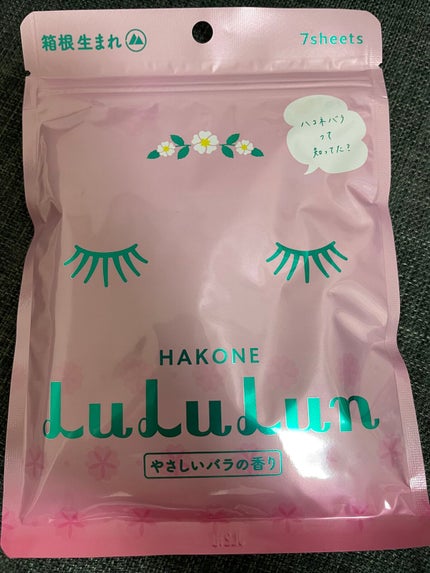 箱根生まれ
7sheets
ハコネバラ
って
知ってた?
HAKONE
LuLuLun
やさしいバラの香り